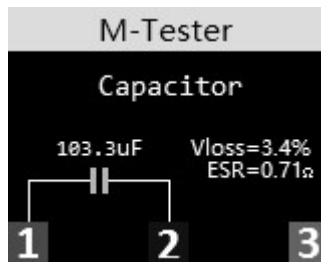 M-Tester
Capacitor
103.3uF
Vloss=3.4%
ESR=0.71Ω
1 2 3